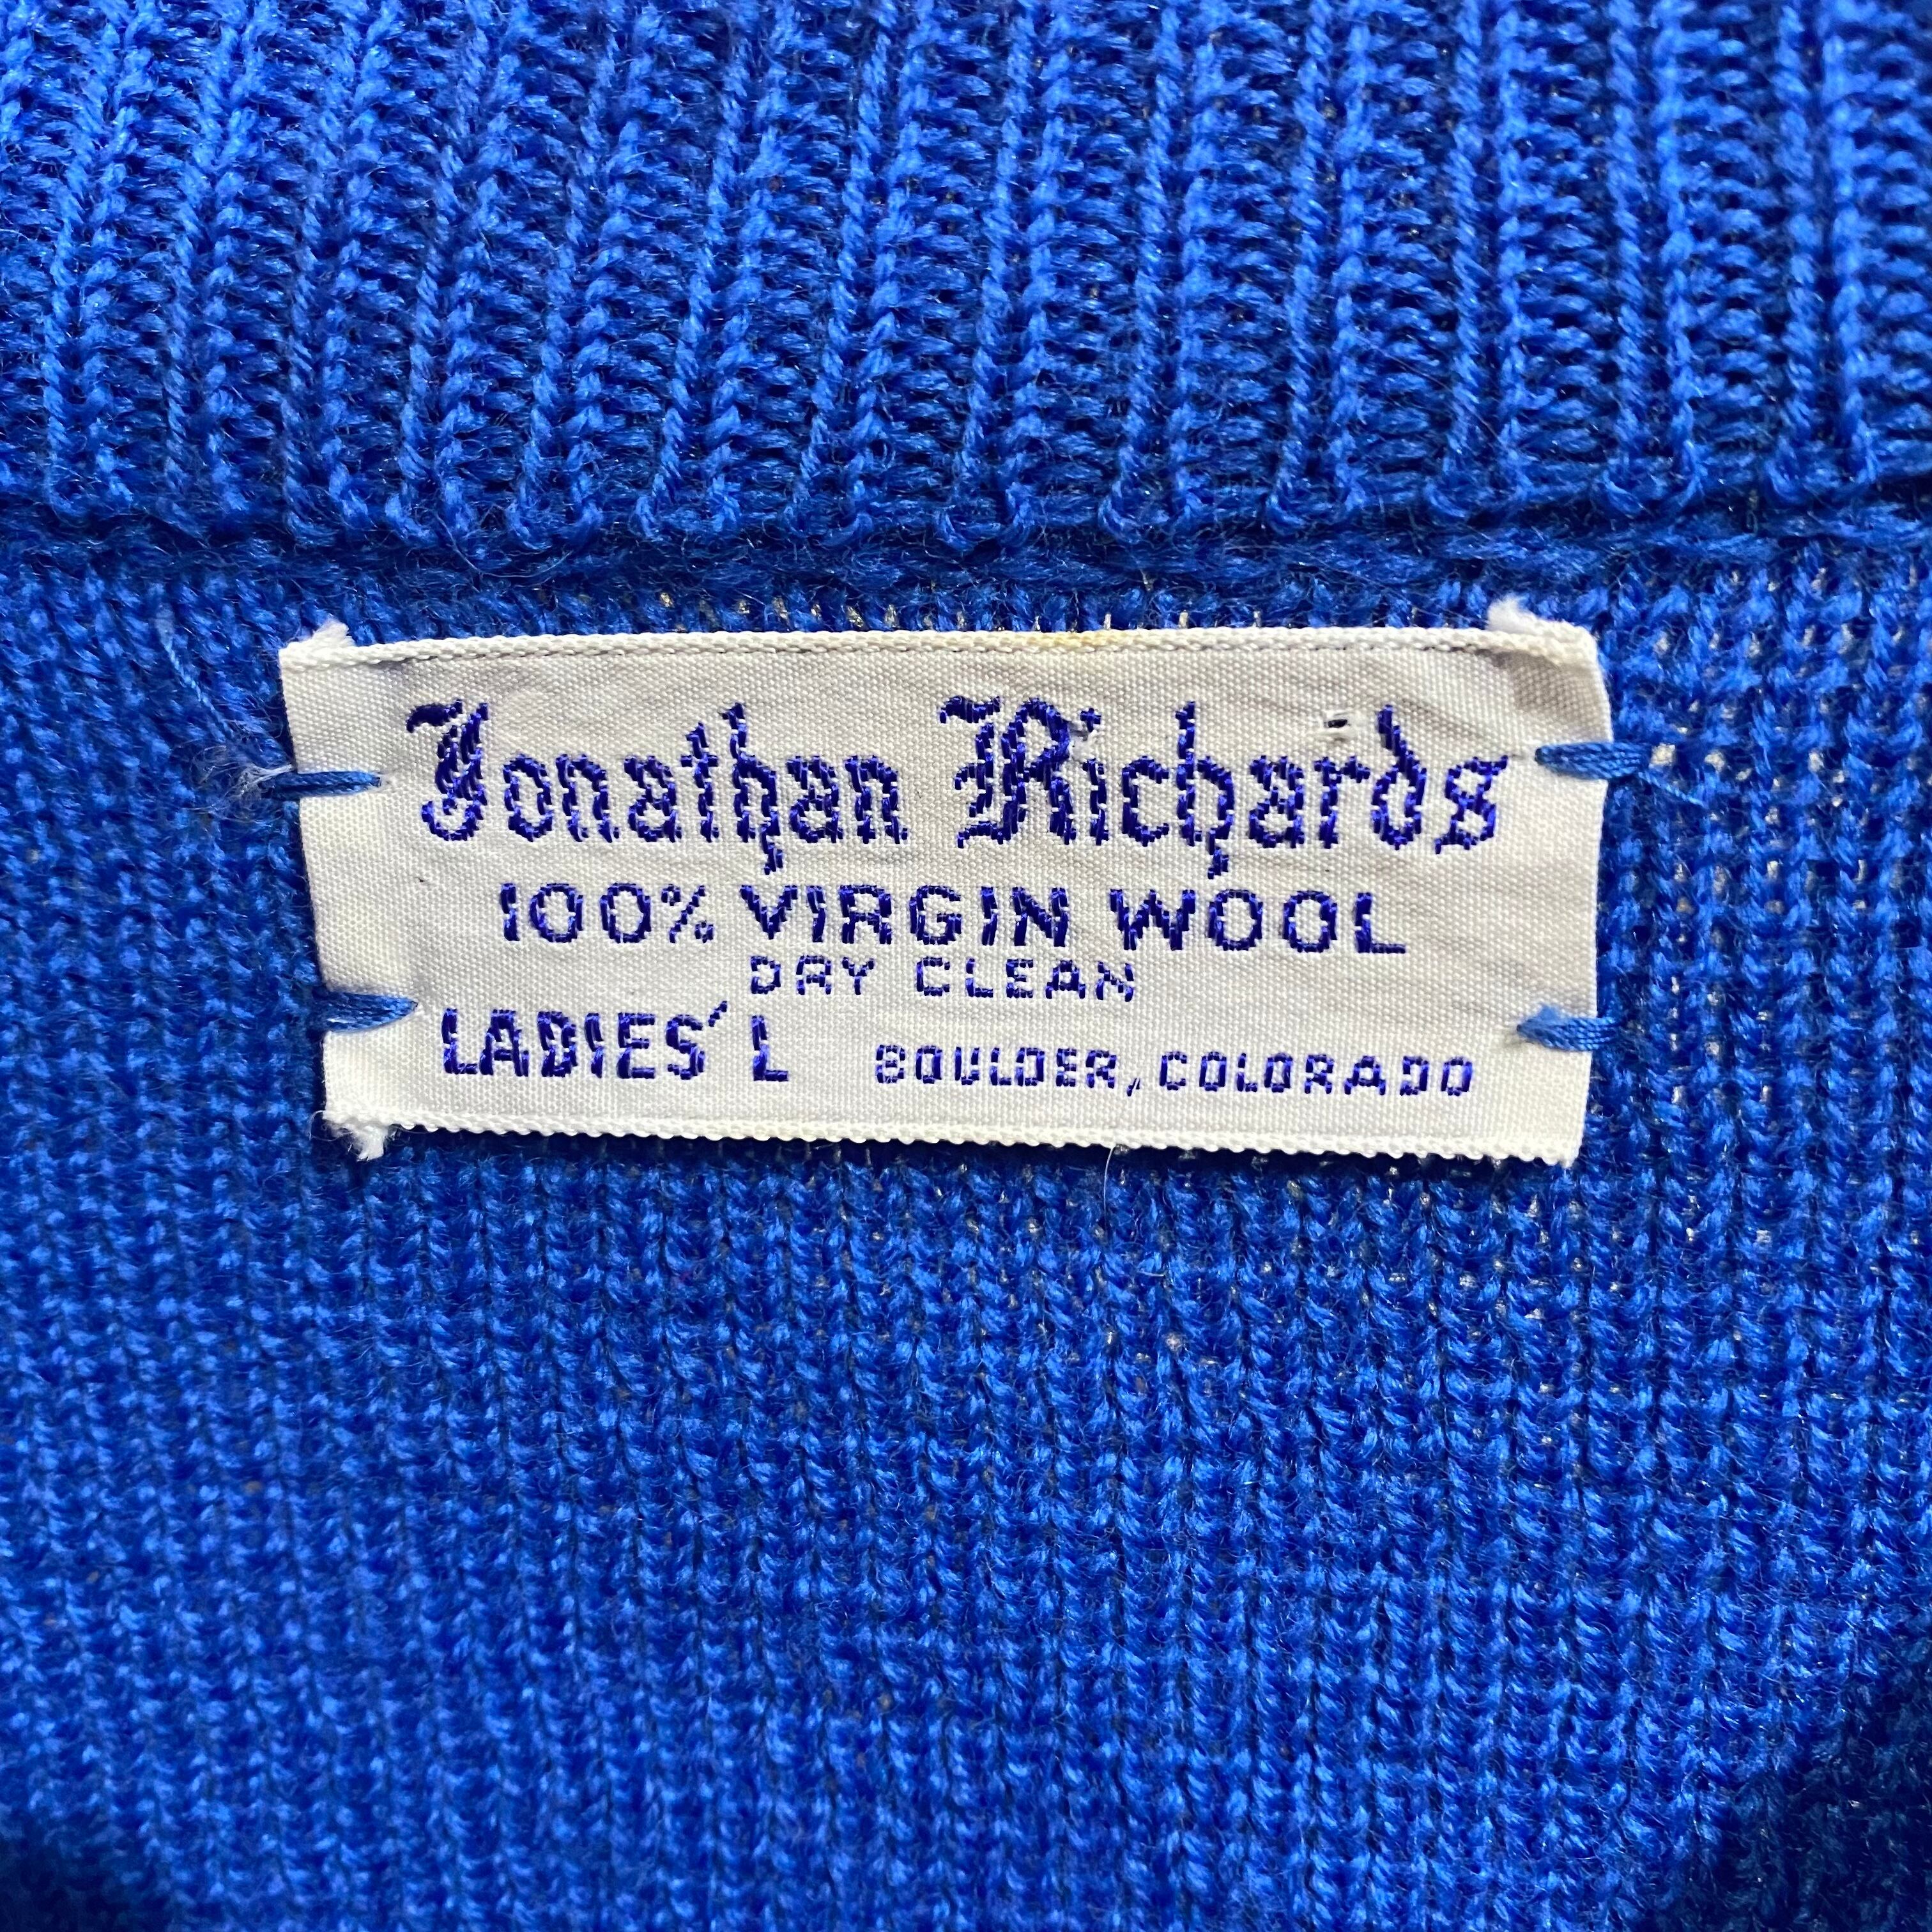 Jonathan Richards
100% VIRGIN WOOL
DRY CLEAN
LADIES' L BOULDER, COLORADO